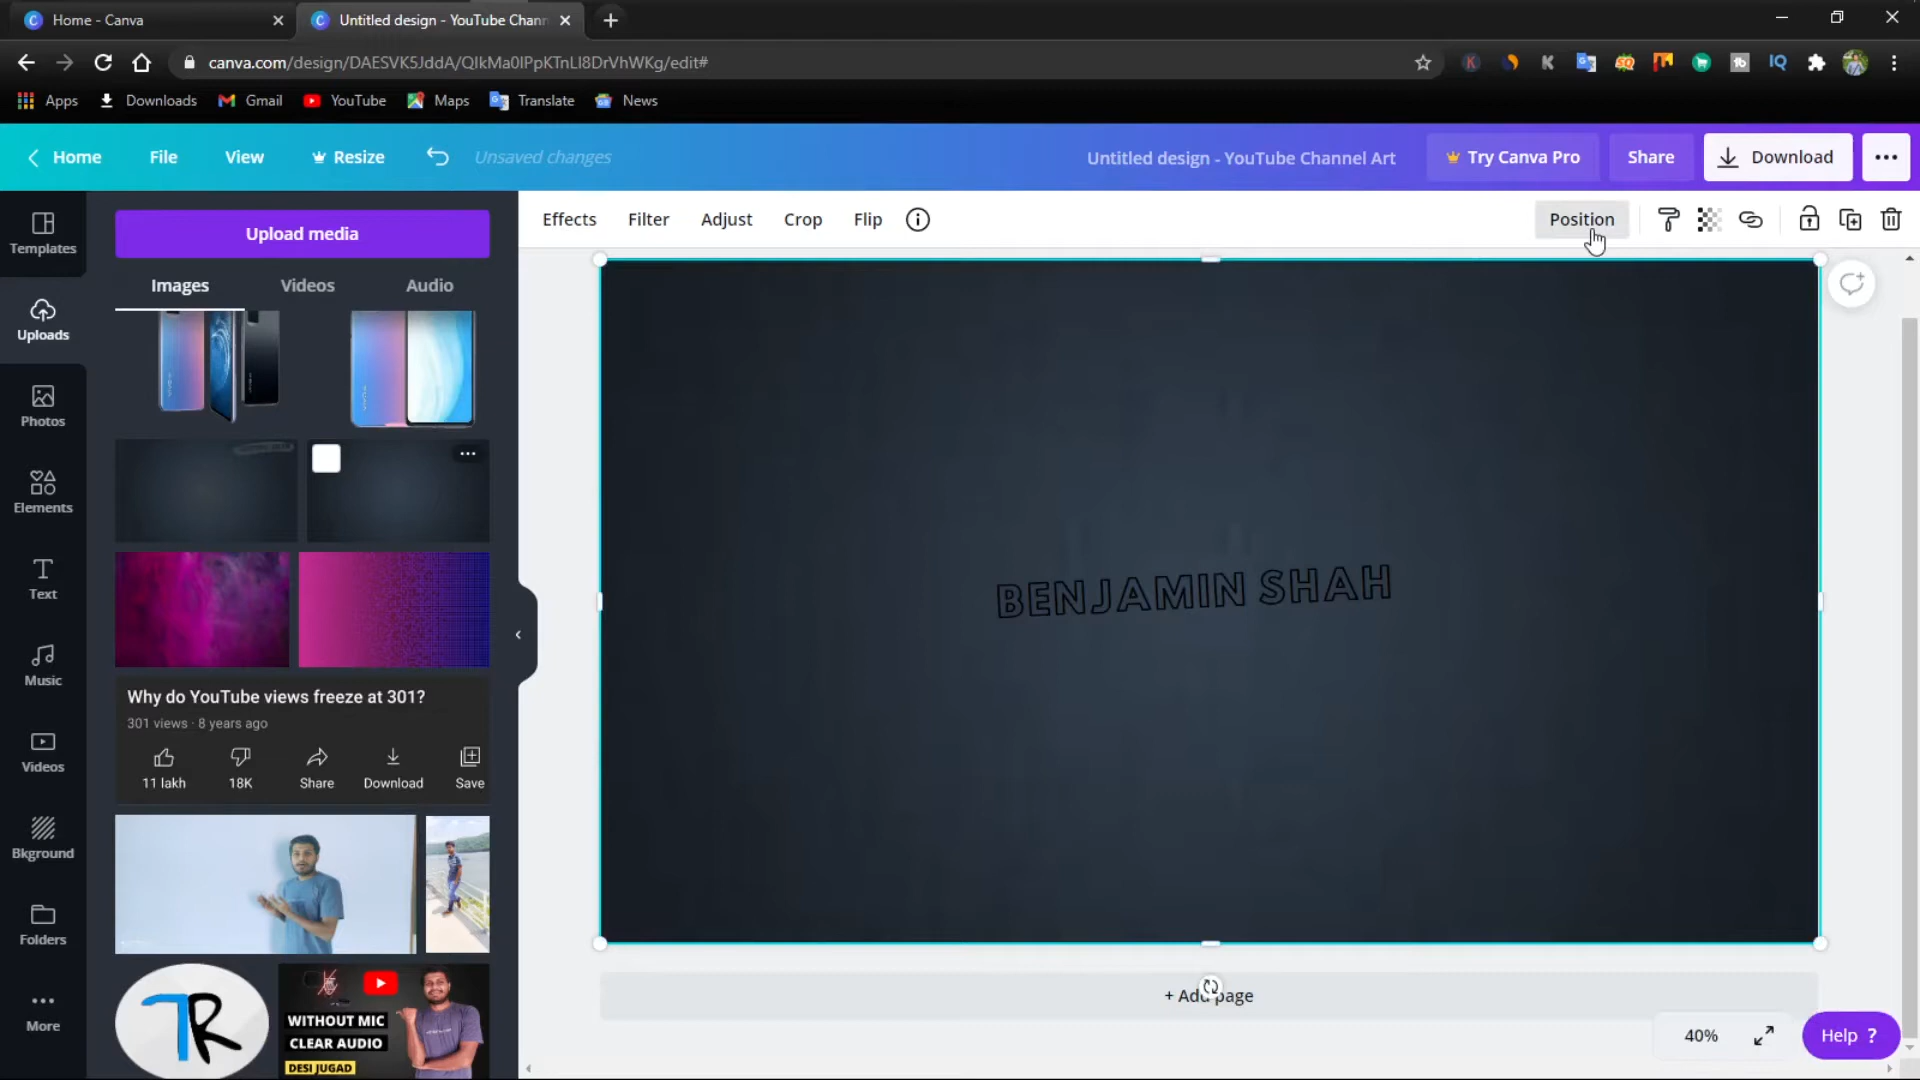 Home - Canva
Untitled design - YouTube Chann
canva.com/design/DAESVK5JddA/QIkMa0lPpKTnLl8DrVhWKg/edit#
Apps Downloads Gmail YouTube Maps Translate News
Home File View Resize Unsaved changes Untitled design - YouTube Channel Art Try Canva Pro Share Download
Templates
Uploads
Photos
Elements
Text
Music
Videos
Bkground
Folders
More
Upload media
Images Videos Audio
Why do YouTube views freeze at 301?
301 views · 8 years ago
11 lakh 18K Share Download Save
TR
WITHOUT MIC
CLEAR AUDIO
DESI JUGAD
Effects Filter Adjust Crop Flip Position
BENJAMIN SHAH
+ Add page
40% Help ?